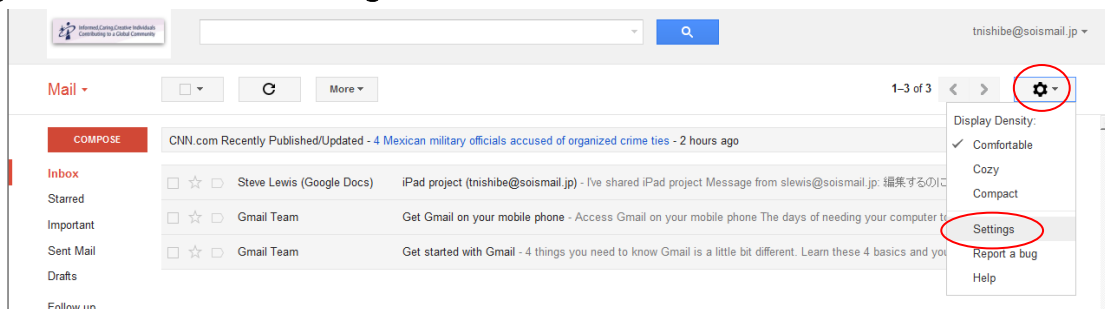 Informed,Caring,Creative Individuals
Contributing to a Global Community
tnishibe@soismail.jp
Mail
More
1–3 of 3
COMPOSE
CNN.com Recently Published/Updated - 4 Mexican military officials accused of organized crime ties - 2 hours ago
Display Density:
Comfortable
Cozy
Compact
Settings
Report a bug
Help
Inbox
Starred
Important
Sent Mail
Drafts
Follow up
Steve Lewis (Google Docs) iPad project (tnishibe@soismail.jp) - I've shared iPad project Message from slewis@soismail.jp: 編集するのに
Gmail Team Get Gmail on your mobile phone - Access Gmail on your mobile phone The days of needing your computer to
Gmail Team Get started with Gmail - 4 things you need to know Gmail is a little bit different. Learn these 4 basics and you